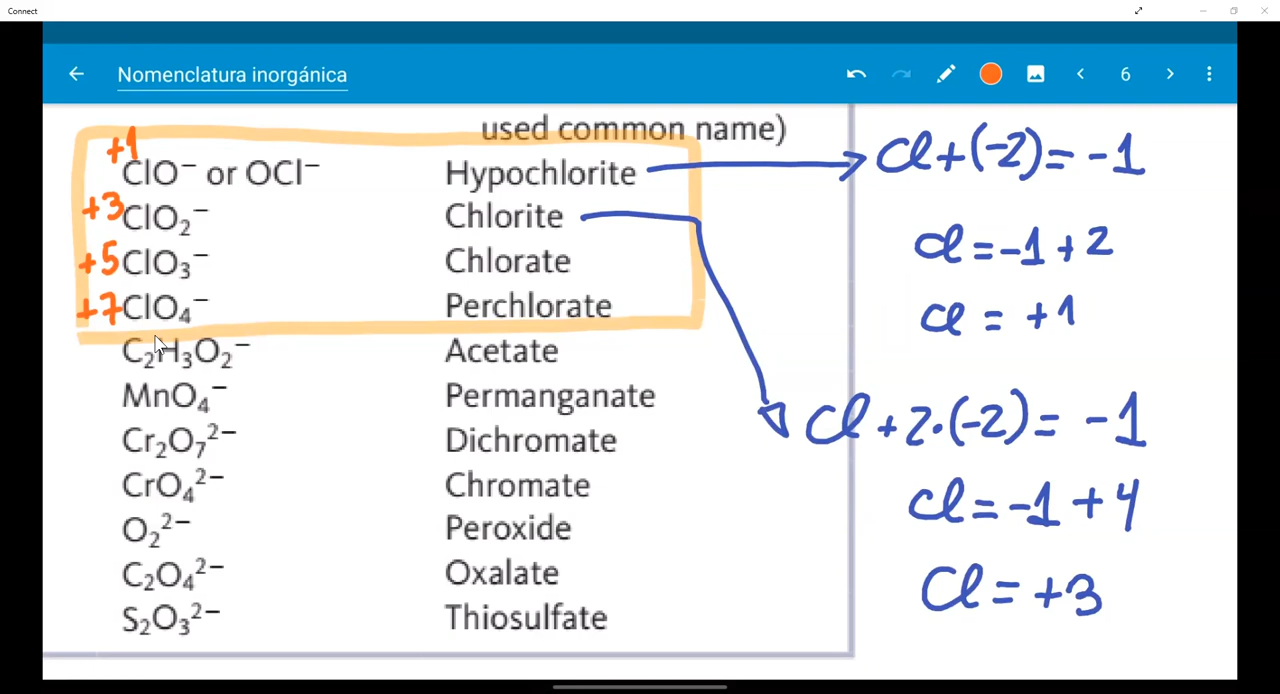 Connect
Nomenclatura inorgánica
6
used common name)
+1
ClO⁻ or OCl⁻ Hypochlorite
Cl+(-2)=-1
+3 ClO₂⁻ Chlorite
Cl=-1+2
+5 ClO₃⁻ Chlorate
+7 ClO₄⁻ Perchlorate
Cl=+1
C₂H₃O₂⁻ Acetate
MnO₄⁻ Permanganate
Cl+2·(-2)=-1
Cr₂O₇²⁻ Dichromate
CrO₄²⁻ Chromate
Cl=-1+4
O₂²⁻ Peroxide
C₂O₄²⁻ Oxalate
Cl=+3
S₂O₃²⁻ Thiosulfate